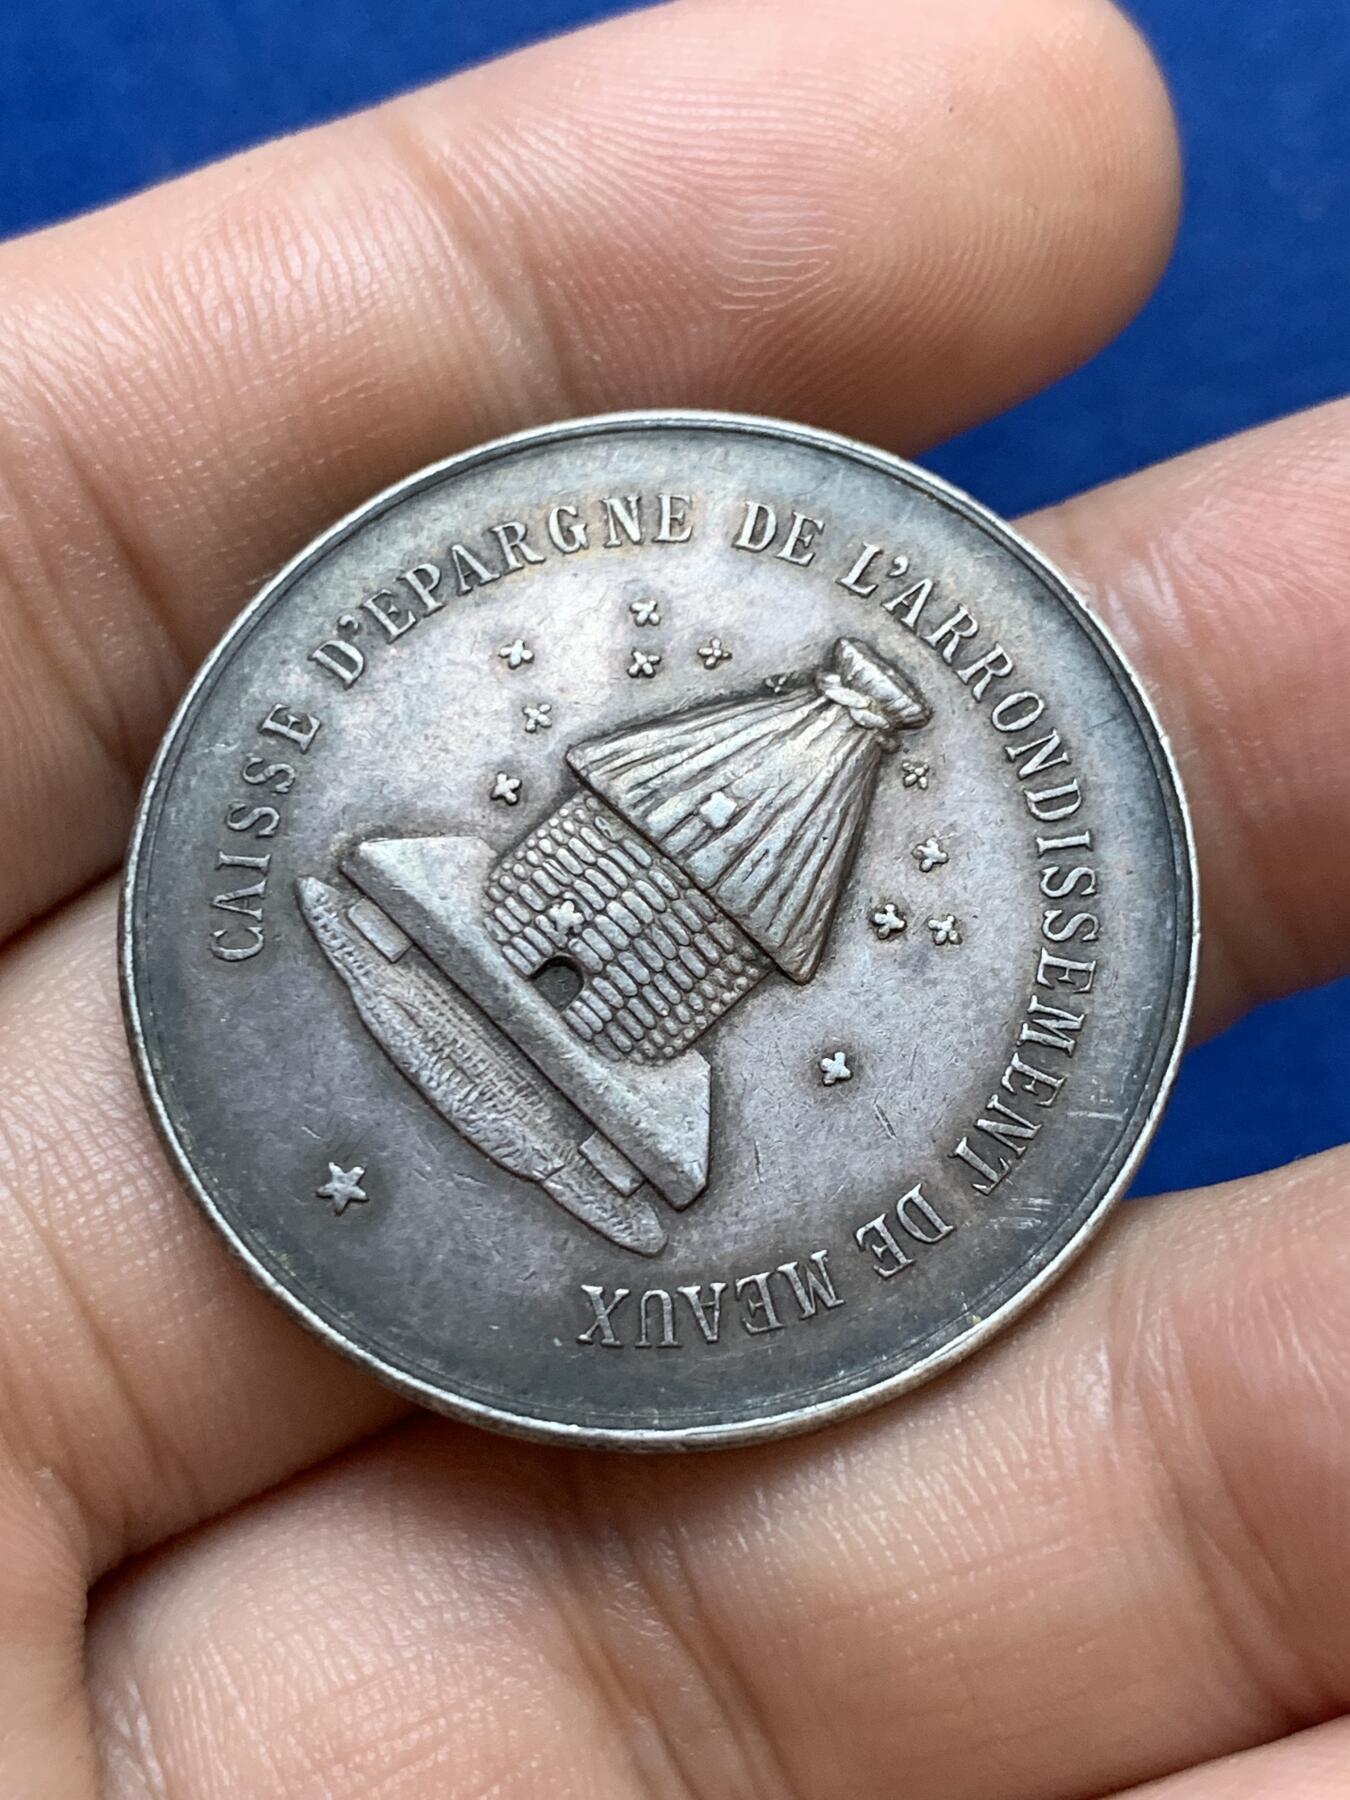 CAISSE D'EPARGNE DE L'ARRONDISSEMENT DE MEAUX